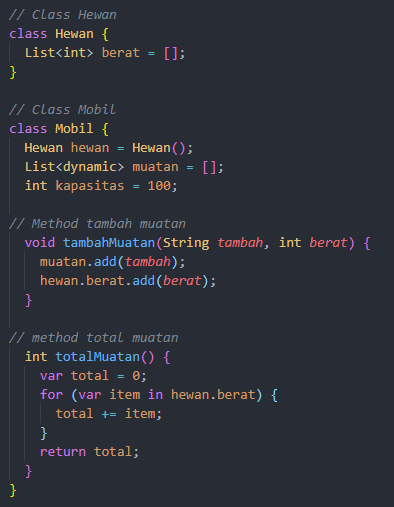 // Class Hewan
class Hewan {
  List<int> berat = [];
}

// Class Mobil
class Mobil {
  Hewan hewan = Hewan();
  List<dynamic> muatan = [];
  int kapasitas = 100;

// Method tambah muatan
  void tambahMuatan(String tambah, int berat) {
    muatan.add(tambah);
    hewan.berat.add(berat);
  }

// method total muatan
  int totalMuatan() {
    var total = 0;
    for (var item in hewan.berat) {
      total += item;
    }
    return total;
  }
}